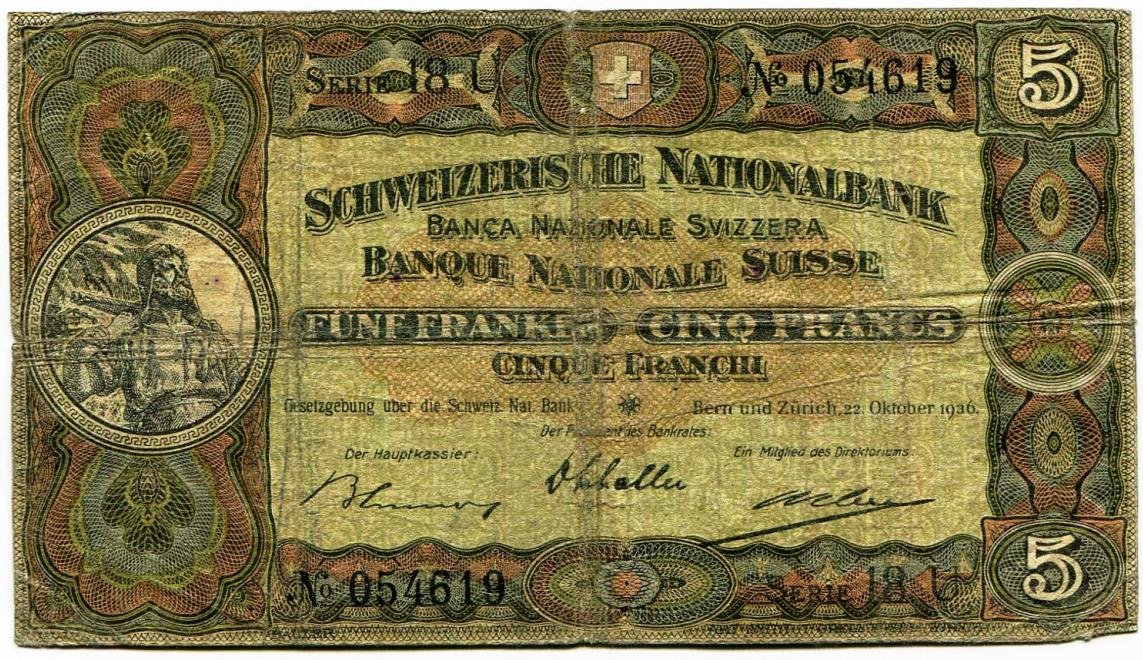 SERIE 18 U
No 054619
5
SCHWEIZERISCHE NATIONALBANK
BANCA NAZIONALE SVIZZERA
BANQUE NATIONALE SUISSE
FÜNF FRANKEN CINQ FRANCS
CINQUE FRANCHI
Gesetzgebung über die Schweiz. Nat. Bank
Bern und Zürich, 22. Oktober 1936.
Der Präsident des Bankrates:
Der Hauptkassier:
Ein Mitglied des Direktoriums:
No 054619
SERIE 18 U
5